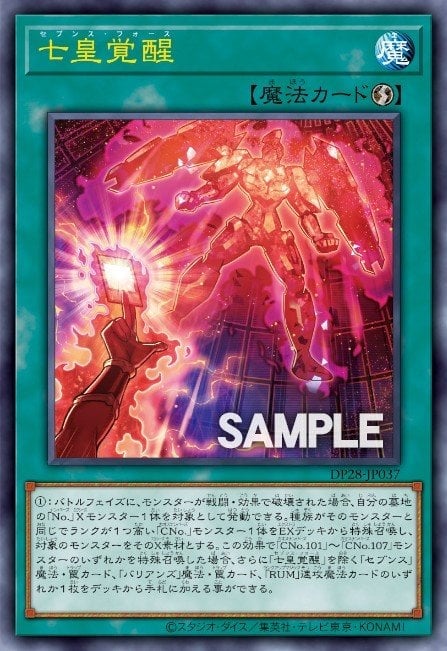 セブンス・フォース
七皇覚醒
魔
【魔法カード】
SAMPLE
DP28-JP037
①：バトルフェイズに、モンスターが戦闘・効果で破壊された場合、自分の墓地
の「No.」Xモンスター１体を対象として発動できる。種族がそのモンスターと
同じでランクが１つ高い「CNo.」モンスター１体をEXデッキから特殊召喚し、
対象のモンスターをそのX素材とする。この効果で「CNo.101」～「CNo.107」モン
スターのいずれかを特殊召喚した場合、さらに「七皇覚醒」を除く「セブンス」
魔法・罠カード、「バリアンズ」魔法・罠カード、「RUM」速攻魔法カードのいず
れか１枚をデッキから手札に加える事ができる。
©スタジオ・ダイス／集英社・テレビ東京・KONAMI